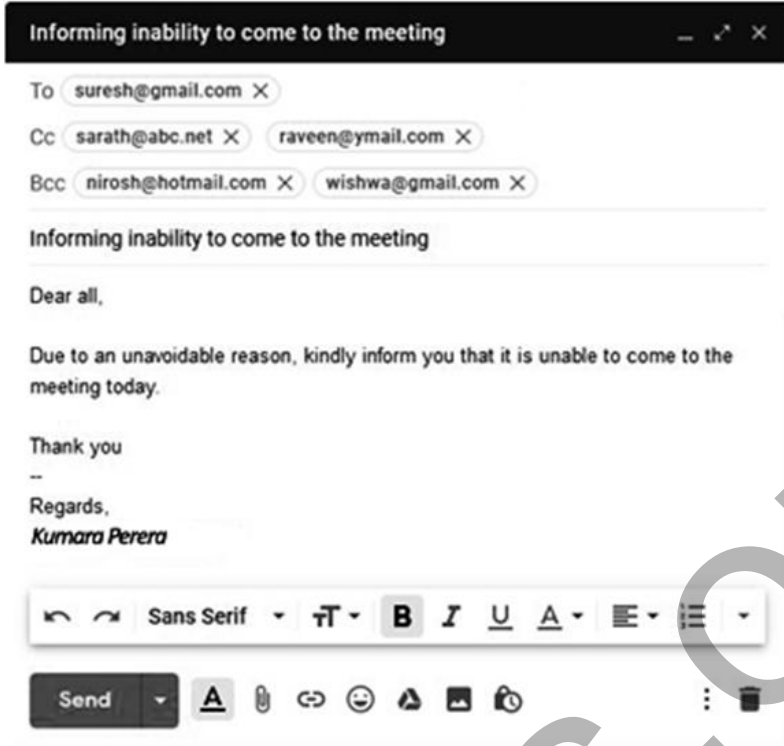 Informing inability to come to the meeting
To suresh@gmail.com
Cc sarath@abc.net raveen@ymail.com
Bcc nirosh@hotmail.com wishwa@gmail.com
Informing inability to come to the meeting
Dear all,
Due to an unavoidable reason, kindly inform you that it is unable to come to the
meeting today.
Thank you
--
Regards,
Kumara Perera
Sans Serif B I U A
Send A